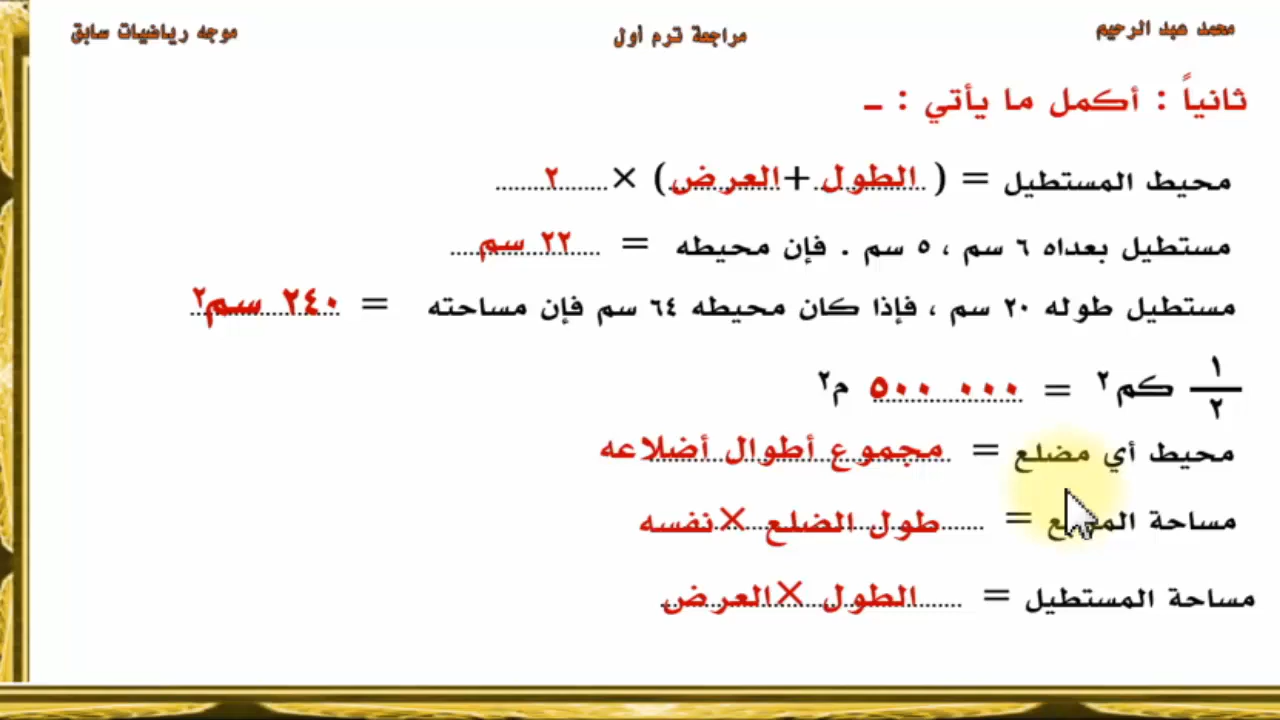 محمد عبد الرحيم مراجعة ترم أول موجه رياضيات سابق
ثانياً : أكمل ما يأتي : ـ
محيط المستطيل = ( الطول + العرض ) × ٢
مستطيل بعداه ٦ سم ، ٥ سم . فإن محيطه = ٢٢ سم
مستطيل طوله ٢٠ سم ، فإذا كان محيطه ٦٤ سم فإن مساحته = ٢٤٠ سم٢
١/٢ كم٢ = ٥٠٠ ٠٠٠ م٢
محيط أي مضلع = مجموع أطوال أضلاعه
مساحة = طول الضلع × نفسه
مساحة المستطيل = الطول × العرض